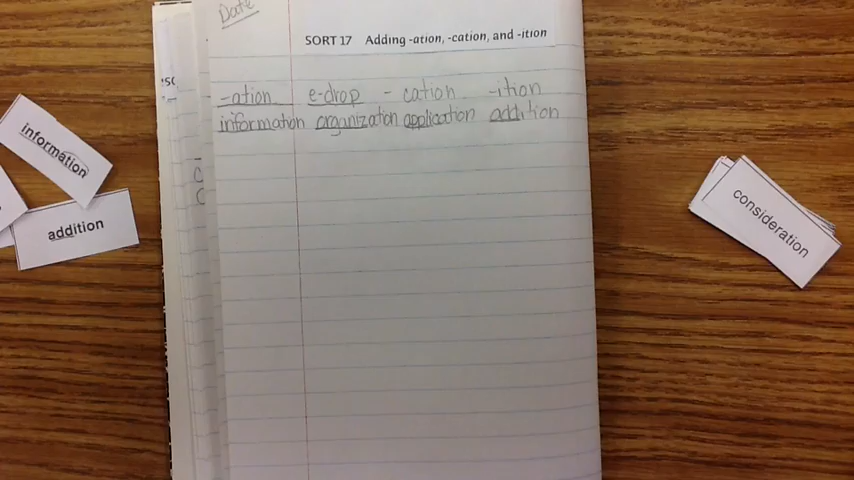 Date
SORT 17 Adding -ation, -cation, and -ition
-ation e-drop -cation -ition
information organization application addition
information
addition
consideration